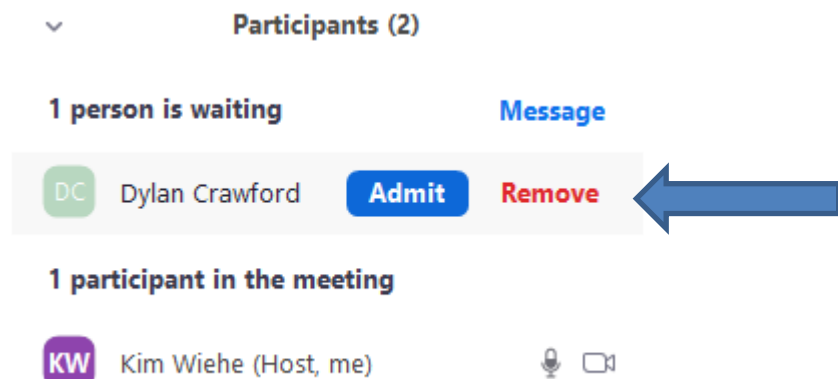 Participants (2)
1 person is waiting Message
DC Dylan Crawford Admit Remove
1 participant in the meeting
KW Kim Wiehe (Host, me)